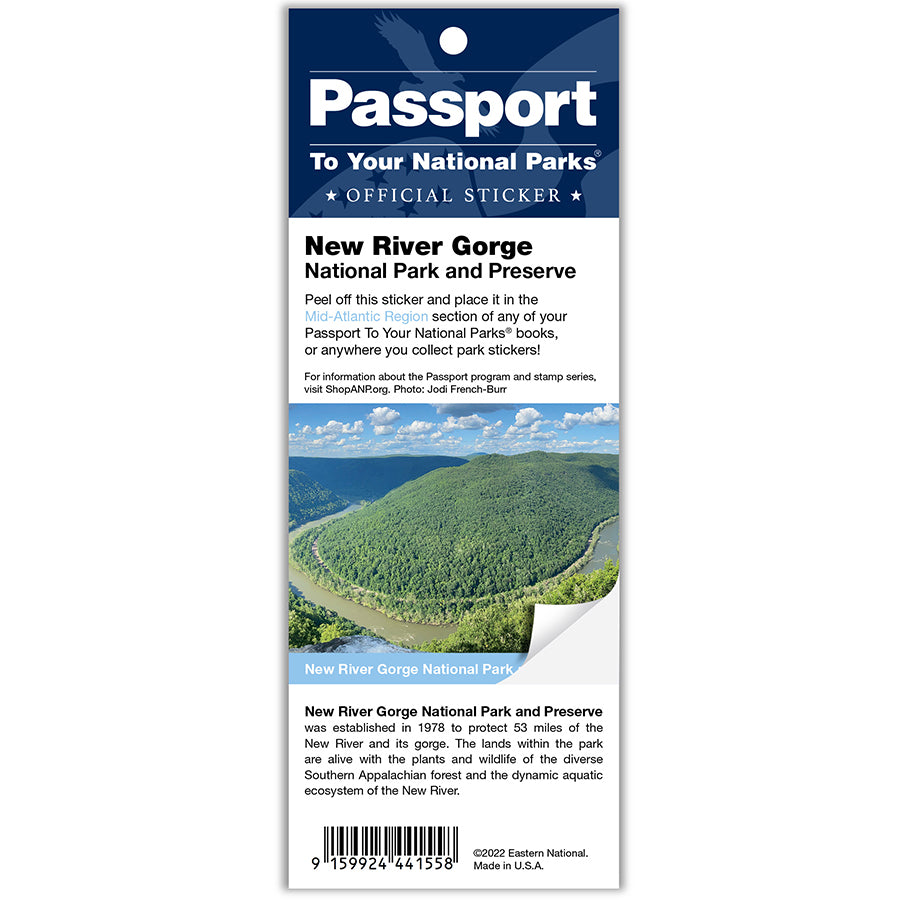 Passport
To Your National Parks®
★ OFFICIAL STICKER ★
New River Gorge
National Park and Preserve
Peel off this sticker and place it in the
Mid-Atlantic Region section of any of your
Passport To Your National Parks® books,
or anywhere you collect park stickers!
For information about the Passport program and stamp series,
visit ShopANP.org. Photo: Jodi French-Burr
New River Gorge National Park
New River Gorge National Park and Preserve
was established in 1978 to protect 53 miles of the
New River and its gorge. The lands within the park
are alive with the plants and wildlife of the diverse
Southern Appalachian forest and the dynamic aquatic
ecosystem of the New River.
9 159924 441558
©2022 Eastern National.
Made in U.S.A.